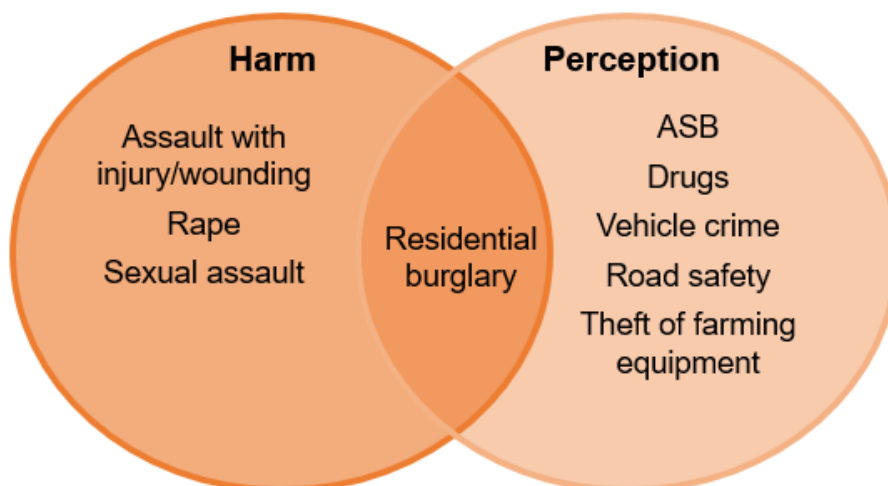 Harm
Assault with
injury/wounding
Rape
Sexual assault
Residential
burglary
Perception
ASB
Drugs
Vehicle crime
Road safety
Theft of farming
equipment